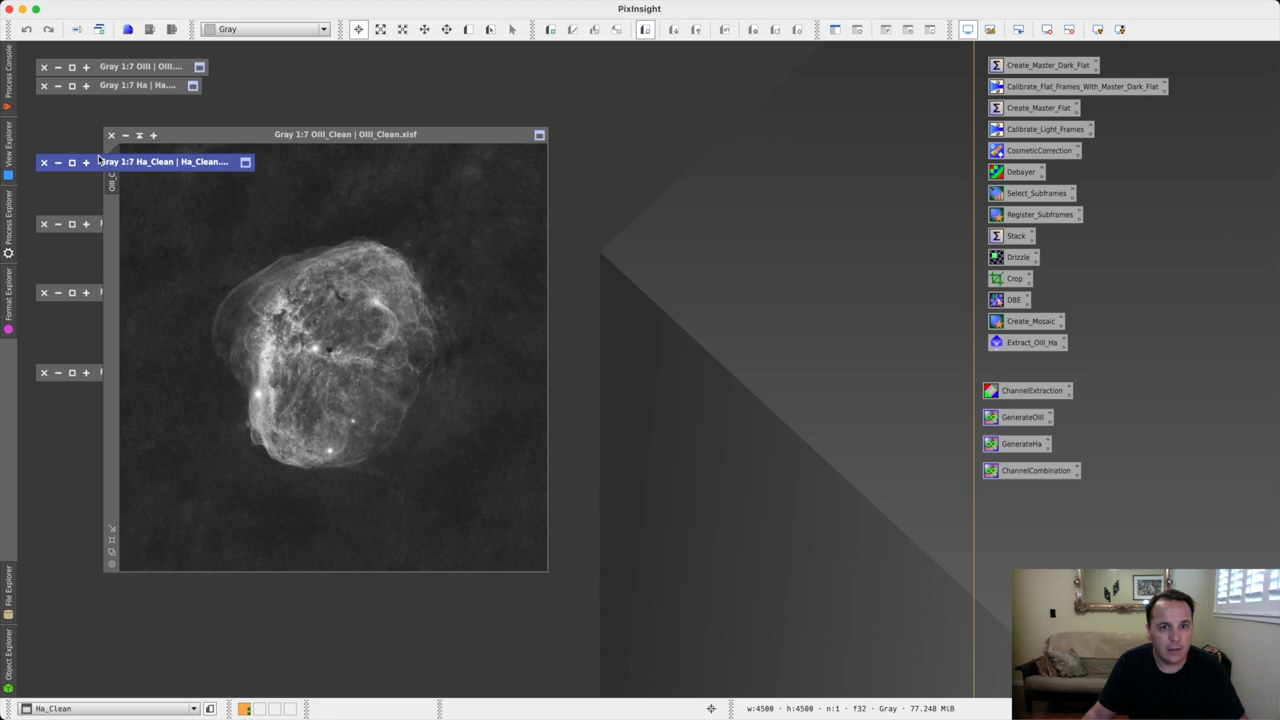 PixInsight
Gray
Process Console
View Explorer
Process Explorer
Format Explorer
File Explorer
Object Explorer
Gray 1:7 OIII | OIII....
Gray 1:7 Ha | Ha....
Gray 1:7 OIII_Clean | OIII_Clean.xisf
Gray 1:7 Ha_Clean | Ha_Clean....
OIII_C
Create_Master_Dark_Flat
Calibrate_Flat_Frames_With_Master_Dark_Flat
Create_Master_Flat
Calibrate_Light_Frames
CosmeticCorrection
Debayer
Select_Subframes
Register_Subframes
Stack
Drizzle
Crop
DBE
Create_Mosaic
Extract_OIII_Ha
ChannelExtraction
GenerateOIII
GenerateHa
ChannelCombination
Ha_Clean
w:4500 · h:4500 · n:1 · f32 · Gray · 77.248 MiB